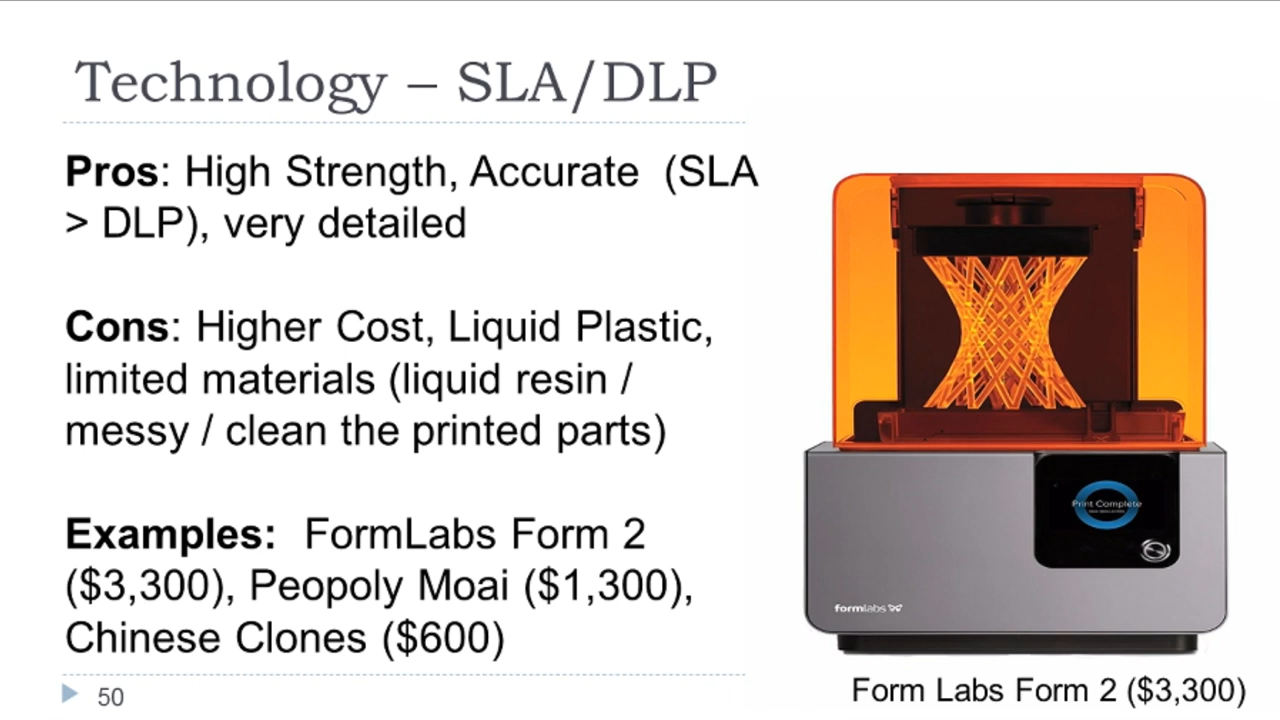 Technology – SLA/DLP
Pros: High Strength, Accurate  (SLA
> DLP), very detailed
Cons: Higher Cost, Liquid Plastic,
limited materials (liquid resin /
messy / clean the printed parts)
Examples:  FormLabs Form 2
($3,300), Peopoly Moai ($1,300),
Chinese Clones ($600)
50
Print Complete
formlabs
Form Labs Form 2 ($3,300)